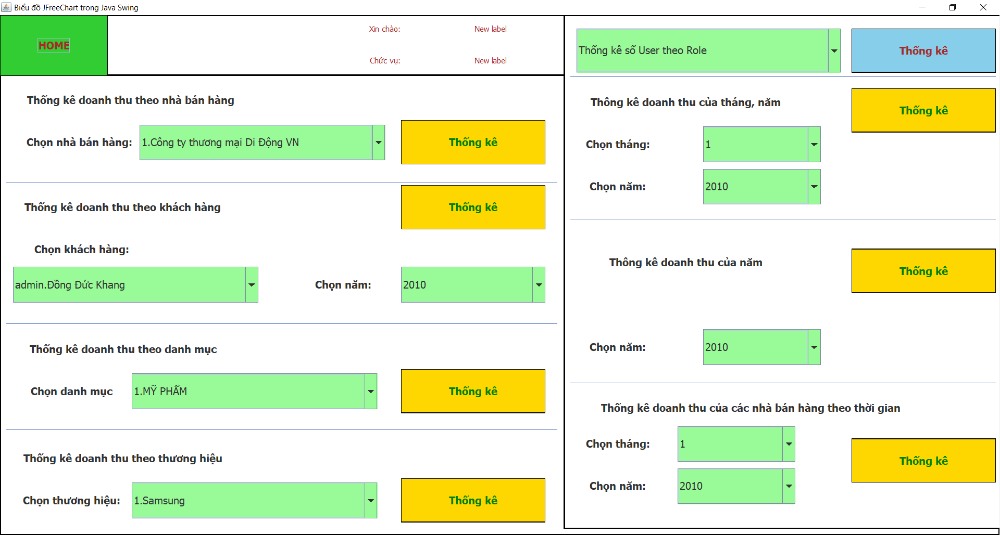 Biểu đồ JFreeChart trong Java Swing
HOME
Xin chào: New label
Chức vụ: New label
Thống kê doanh thu theo nhà bán hàng
Chọn nhà bán hàng: 1.Công ty thương mại Di Động VN Thống kê
Thống kê doanh thu theo khách hàng Thống kê
Chọn khách hàng:
admin.Đồng Đức Khang Chọn năm: 2010
Thống kê doanh thu theo danh mục
Chọn danh mục 1.MỸ PHẨM Thống kê
Thống kê doanh thu theo thương hiệu
Chọn thương hiệu: 1.Samsung Thống kê
Thống kê số User theo Role Thống kê
Thông kê doanh thu của tháng, năm Thống kê
Chọn tháng: 1
Chọn năm: 2010
Thông kê doanh thu của năm Thống kê
Chọn năm: 2010
Thống kê doanh thu của các nhà bán hàng theo thời gian
Chọn tháng: 1
Thống kê
Chọn năm: 2010